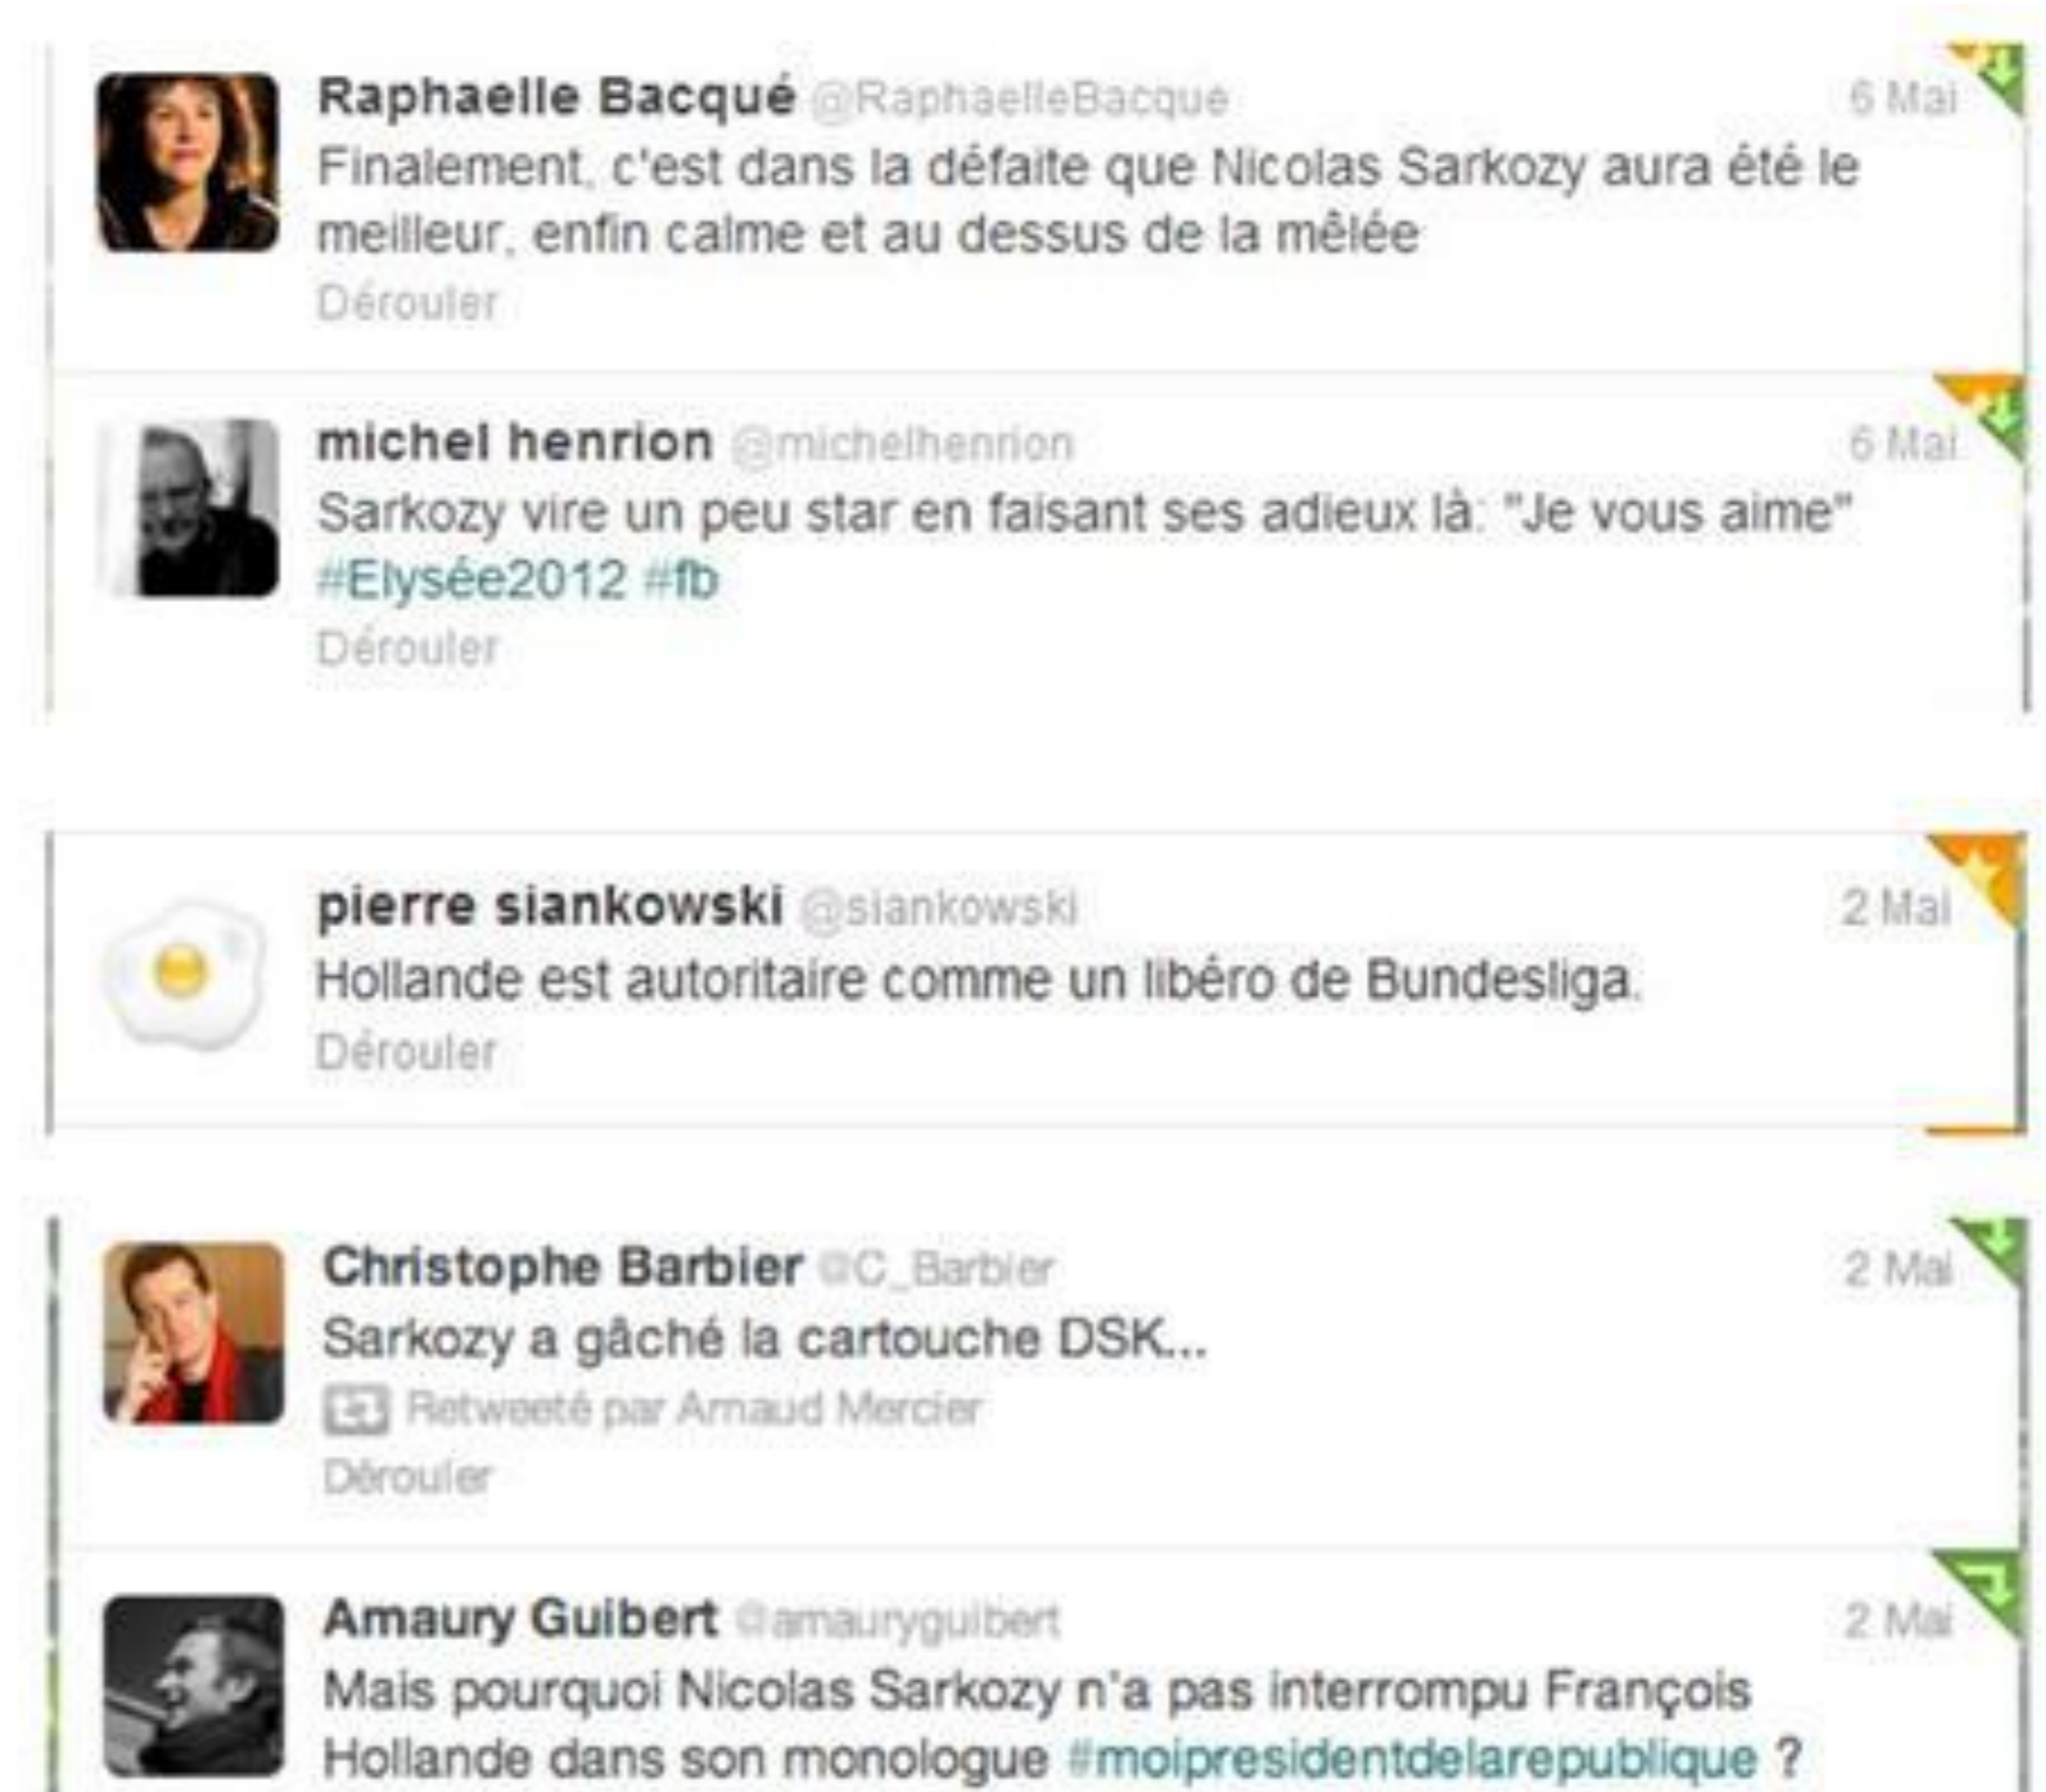 Raphaelle Bacqué @RaphaelleBacque 6 Mai
Finalement, c'est dans la défaite que Nicolas Sarkozy aura été le
meilleur, enfin calme et au dessus de la mêlée
Dérouler
michel henrion @michelhenrion 6 Mai
Sarkozy vire un peu star en faisant ses adieux là: "Je vous aime"
#Elysée2012 #fb
Dérouler
pierre siankowski @siankowski 2 Mai
Hollande est autoritaire comme un libéro de Bundesliga.
Dérouler
Christophe Barbier @C_Barbier 2 Mai
Sarkozy a gâché la cartouche DSK...
Retweeté par Arnaud Mercier
Dérouler
Amaury Guibert @amauryguibert 2 Mai
Mais pourquoi Nicolas Sarkozy n'a pas interrompu François
Hollande dans son monologue #moipresidentdelarepublique ?